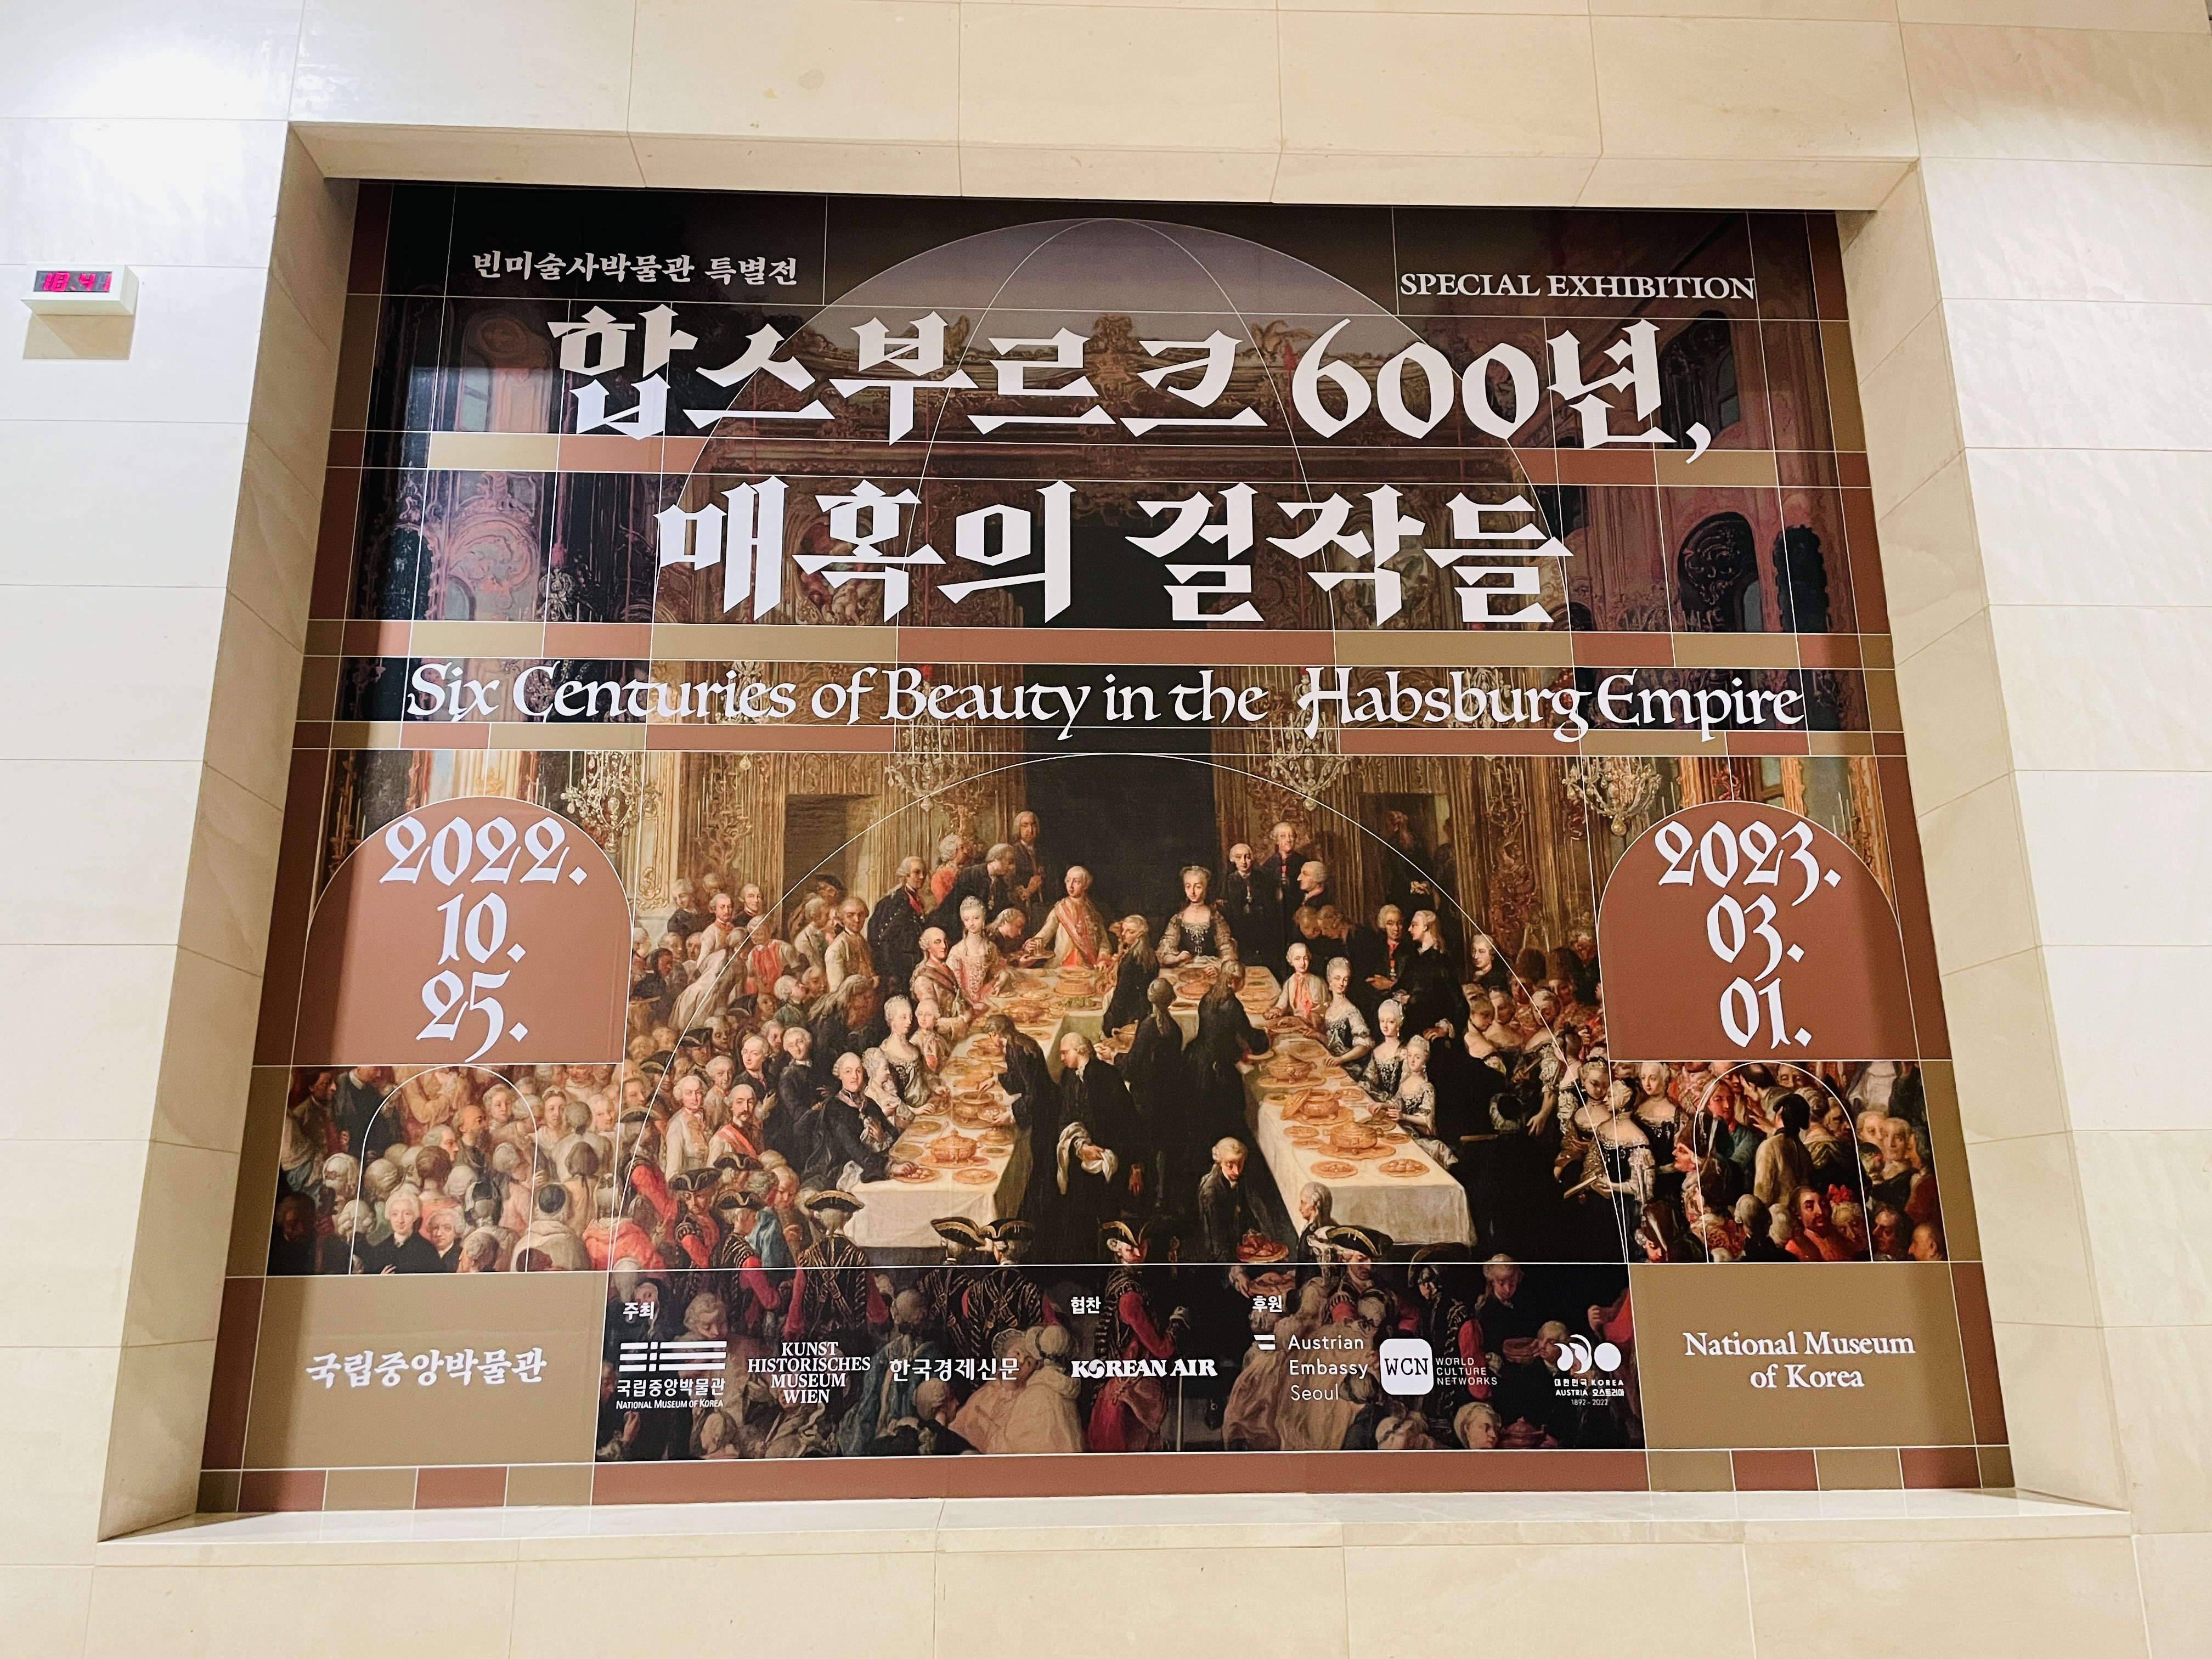 빈미술사박물관 특별전
SPECIAL EXHIBITION
합스부르크 600년,
매혹의 걸작들
Six Centuries of Beauty in the Habsburg Empire
2022.
10.
25.
2023.
03.
01.
국립중앙박물관
주최
국립중앙박물관
NATIONAL MUSEUM OF KOREA
KUNST
HISTORISCHES
MUSEUM
WIEN
한국경제신문
협찬
KOREAN AIR
후원
Austrian
Embassy
Seoul
WCN
WORLD
CULTURE
NETWORKS
대한민국 KOREA
AUSTRIA 오스트리아
1892 - 2022
National Museum
of Korea